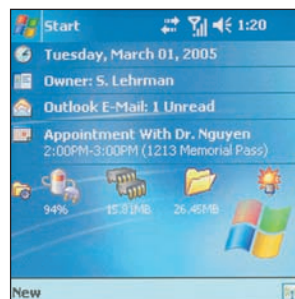 Start 1:20
Tuesday, March 01, 2005
Owner: S. Lehrman
Outlook E-Mail: 1 Unread
Appointment With Dr. Nguyen
2:00PM-3:00PM (1213 Memorial Pass)
94% 15.81MB 26.45MB
New